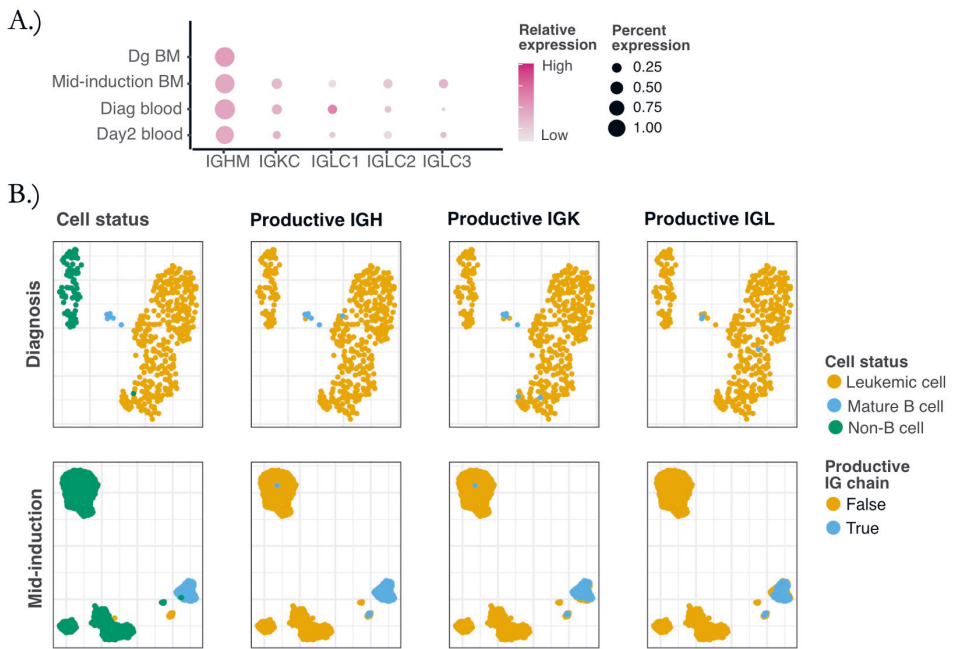 A.)
Relative
expression
High
Low
Percent
expression
0.25
0.50
0.75
1.00
Dg BM
Mid-induction BM
Diag blood
Day2 blood
IGHM IGKC IGLC1 IGLC2 IGLC3
B.)
Cell status Productive IGH Productive IGK Productive IGL
Diagnosis
Mid-induction
Cell status
Leukemic cell
Mature B cell
Non-B cell
Productive
IG chain
False
True